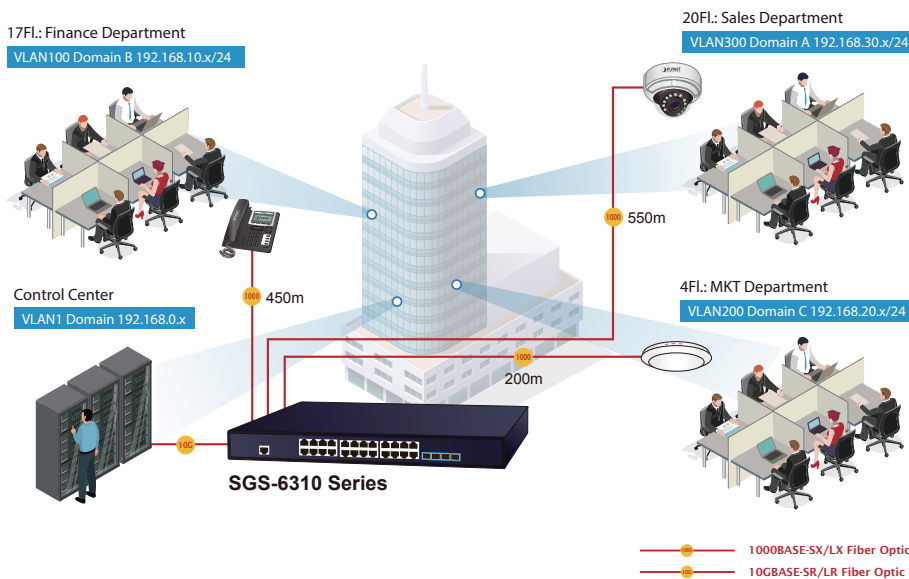 17Fl.: Finance Department
VLAN100 Domain B 192.168.10.x/24
20Fl.: Sales Department
VLAN300 Domain A 192.168.30.x/24
PLANET
1000
550m
1000
450m
Control Center
VLAN1 Domain 192.168.0.x
4Fl.: MKT Department
VLAN200 Domain C 192.168.20.x/24
1000
200m
10G
SGS-6310 Series
1000
1000BASE-SX/LX Fiber Optic
10G
10GBASE-SR/LR Fiber Optic